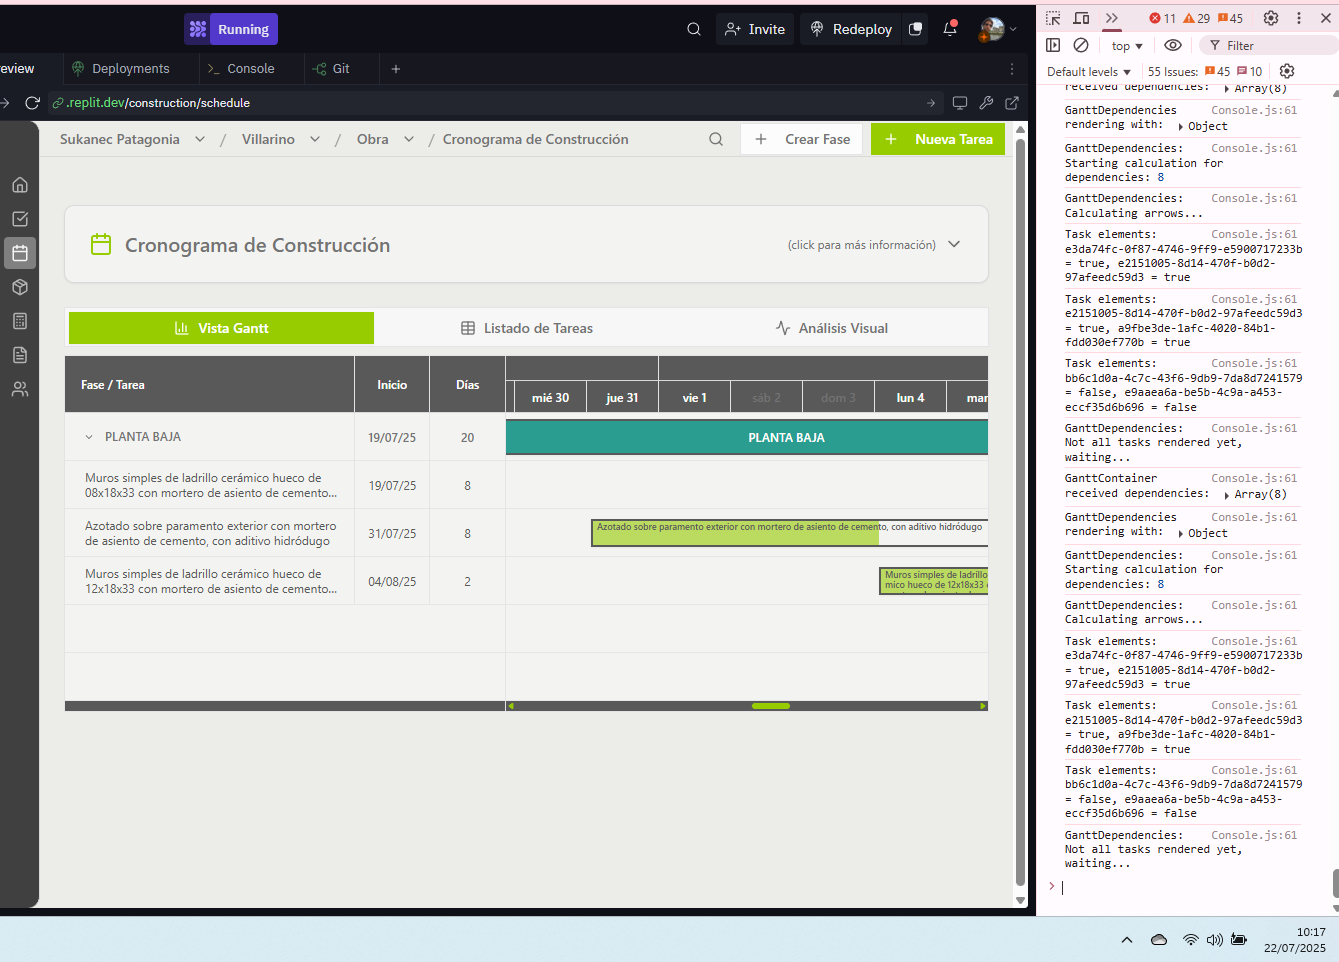 Running
Invite
Redeploy
eview
Deployments
Console
Git
.replit.dev/construction/schedule
Sukanec Patagonia / Villarino / Obra / Cronograma de Construcción
Crear Fase
Nueva Tarea
Cronograma de Construcción
(click para más información)
Vista Gantt
Listado de Tareas
Análisis Visual
Fase / Tarea
Inicio
Días
mié 30
jue 31
vie 1
sáb 2
dom 3
lun 4
mar
PLANTA BAJA
19/07/25
20
PLANTA BAJA
Muros simples de ladrillo cerámico hueco de
08x18x33 con mortero de asiento de cemento...
19/07/25
8
Azotado sobre paramento exterior con mortero
de asiento de cemento, con aditivo hidródugo
31/07/25
8
Azotado sobre paramento exterior con mortero de asiento de cemento, con aditivo hidródugo
Muros simples de ladrillo cerámico hueco de
12x18x33 con mortero de asiento de cemento...
04/08/25
2
Muros simples de ladrillo
mico hueco de 12x18x33
11 29 45
top
Filter
Default levels
55 Issues: 45 10
received dependencies: Array(8)
GanttDependencies Console.js:61
rendering with: Object
GanttDependencies: Console.js:61
Starting calculation for
dependencies: 8
GanttDependencies: Console.js:61
Calculating arrows...
Task elements: Console.js:61
e3da74fc-0f87-4746-9ff9-e5900717233b
= true, e2151005-8d14-470f-b0d2-
97afeedc59d3 = true
Task elements: Console.js:61
e2151005-8d14-470f-b0d2-97afeedc59d3
= true, a9fbe3de-1afc-4020-84b1-
fdd030ef770b = true
Task elements: Console.js:61
bb6c1d0a-4c7c-43f6-9db9-7da8d7241579
= false, e9aaea6a-be5b-4c9a-a453-
eccf35d6b696 = false
GanttDependencies: Console.js:61
Not all tasks rendered yet,
waiting...
GanttContainer Console.js:61
received dependencies: Array(8)
GanttDependencies Console.js:61
rendering with: Object
GanttDependencies: Console.js:61
Starting calculation for
dependencies: 8
GanttDependencies: Console.js:61
Calculating arrows...
Task elements: Console.js:61
e3da74fc-0f87-4746-9ff9-e5900717233b
= true, e2151005-8d14-470f-b0d2-
97afeedc59d3 = true
Task elements: Console.js:61
e2151005-8d14-470f-b0d2-97afeedc59d3
= true, a9fbe3de-1afc-4020-84b1-
fdd030ef770b = true
Task elements: Console.js:61
bb6c1d0a-4c7c-43f6-9db9-7da8d7241579
= false, e9aaea6a-be5b-4c9a-a453-
eccf35d6b696 = false
GanttDependencies: Console.js:61
Not all tasks rendered yet,
waiting...
10:17
22/07/2025